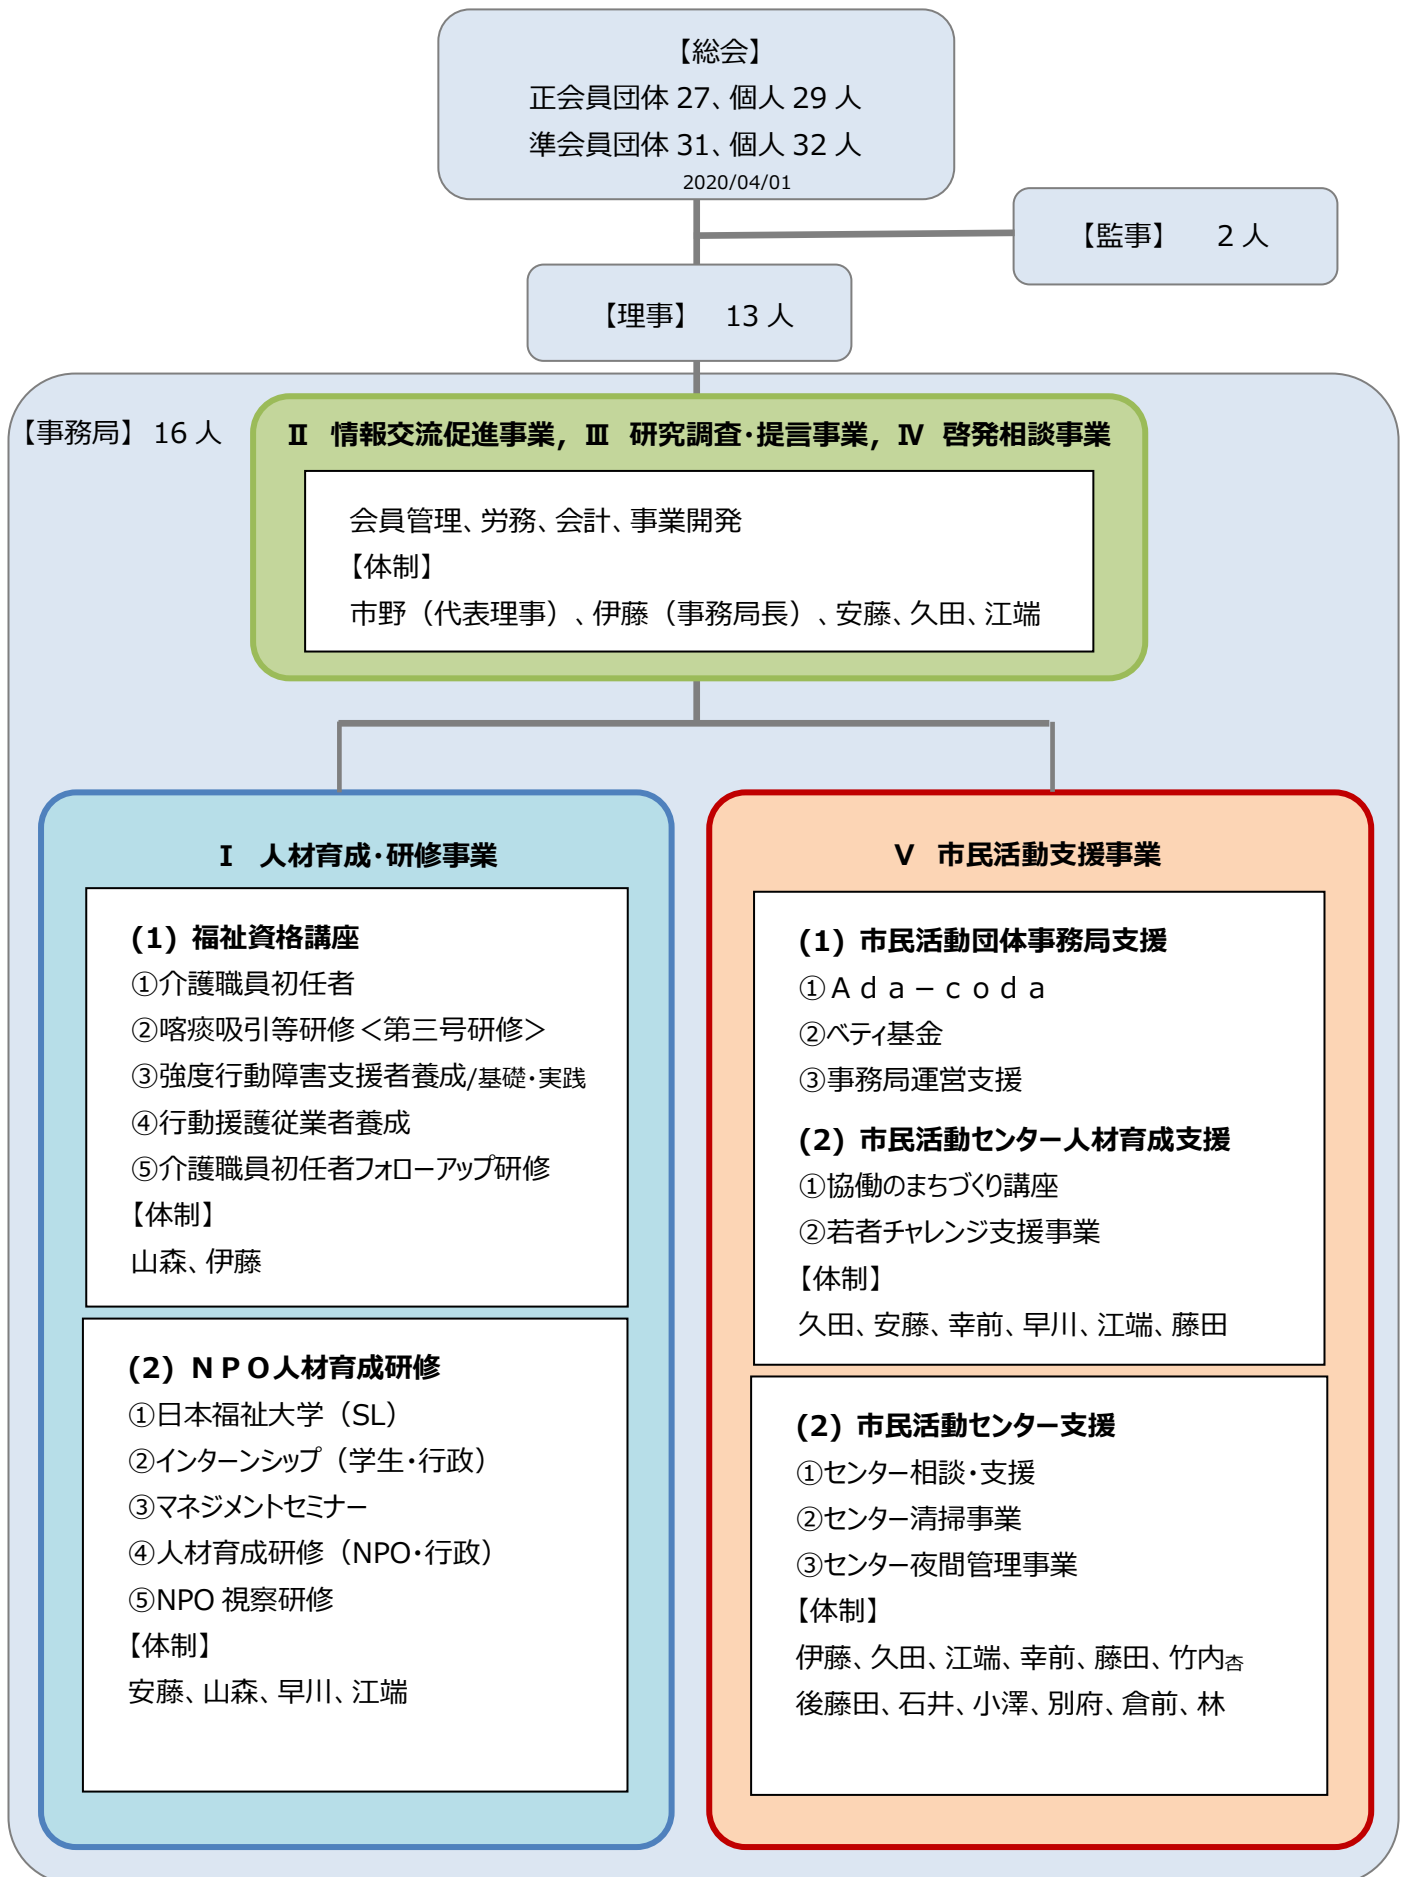 【総会】
正会員団体 27、個人 29 人
準会員団体 31、個人 32 人
2020/04/01
【監事】 2 人
【理事】 13 人
【事務局】 16 人
Ⅱ 情報交流促進事業, Ⅲ 研究調査・提言事業, Ⅳ 啓発相談事業
会員管理、労務、会計、事業開発
【体制】
市野（代表理事）、伊藤（事務局長）、安藤、久田、江端
Ⅰ 人材育成・研修事業
(1) 福祉資格講座
①介護職員初任者
②喀痰吸引等研修＜第三号研修＞
③強度行動障害支援者養成/基礎・実践
④行動援護従業者養成
⑤介護職員初任者フォローアップ研修
【体制】
山森、伊藤
(2) ＮＰＯ人材育成研修
①日本福祉大学（SL）
②インターンシップ（学生・行政）
③マネジメントセミナー
④人材育成研修（NPO・行政）
⑤NPO 視察研修
【体制】
安藤、山森、早川、江端
Ⅴ 市民活動支援事業
(1) 市民活動団体事務局支援
①Ａｄａ－ｃｏｄａ
②ベティ基金
③事務局運営支援
(2) 市民活動センター人材育成支援
①協働のまちづくり講座
②若者チャレンジ支援事業
【体制】
久田、安藤、幸前、早川、江端、藤田
(2) 市民活動センター支援
①センター相談・支援
②センター清掃事業
③センター夜間管理事業
【体制】
伊藤、久田、江端、幸前、藤田、竹内杏
後藤田、石井、小澤、別府、倉前、林